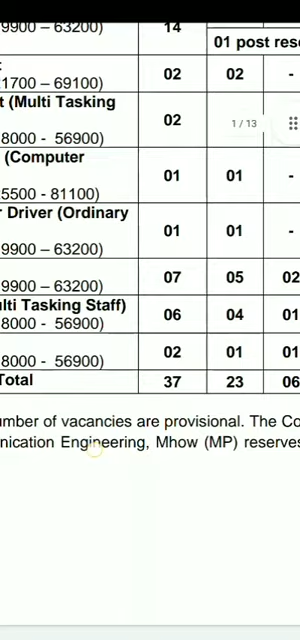 9900 – 63200) 14
01 post rese
1700 - 69100) 02 02 -
t (Multi Tasking
8000 - 56900) 02 1 / 13 -
(Computer
5500 - 81100) 01 01 -
r Driver (Ordinary
9900 – 63200) 01 01 -
9900 – 63200) 07 05 02
ulti Tasking Staff)
8000 - 56900) 06 04 01
8000 - 56900) 02 01 01
Total 37 23 06
umber of vacancies are provisional. The Co
nication Engineering, Mhow (MP) reserves